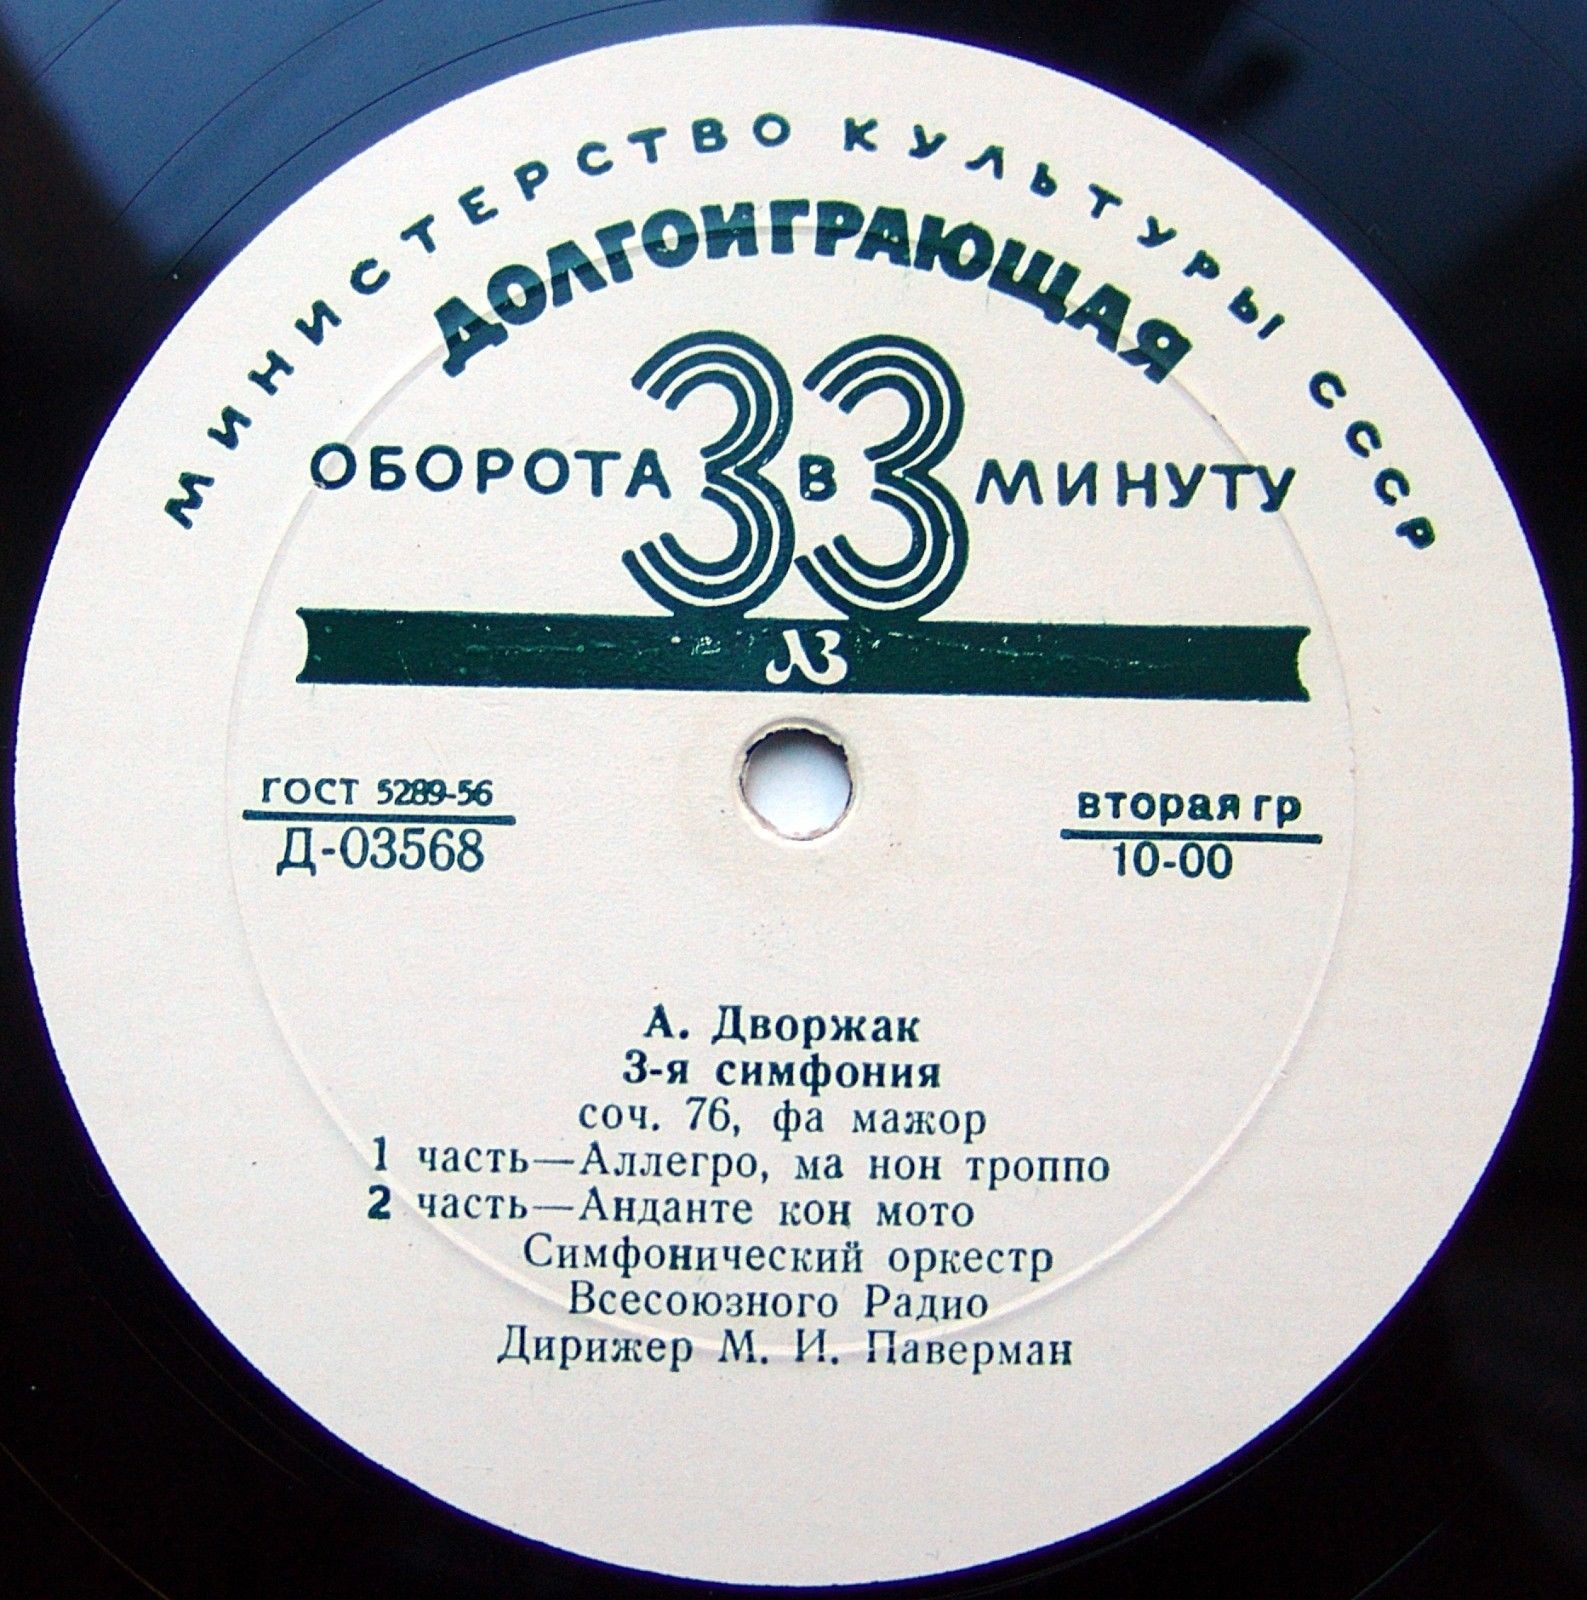 МИНИСТЕРСТВО КУЛЬТУРЫ СССР
ДОЛГОИГРАЮЩАЯ
33
ОБОРОТА В МИНУТУ
ЛЗ
ГОСТ 5289-56
Д-03568
вторая гр
10-00
А. Дворжак
3-я симфония
соч. 76, фа мажор
1 часть—Аллегро, ма нон троппо
2 часть—Анданте кон мото
Симфонический оркестр
Всесоюзного Радио
Дирижер М. И. Паверман